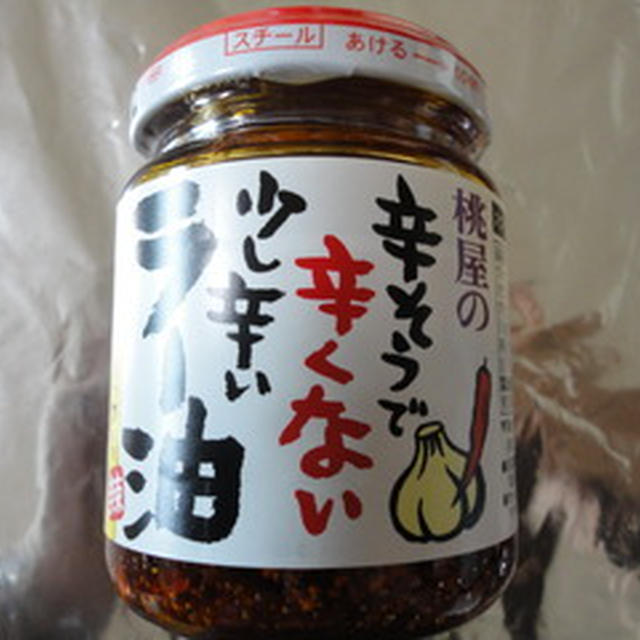 スチール
あける
桃屋の
辛そうで
辛くない
少し辛い
ラー油